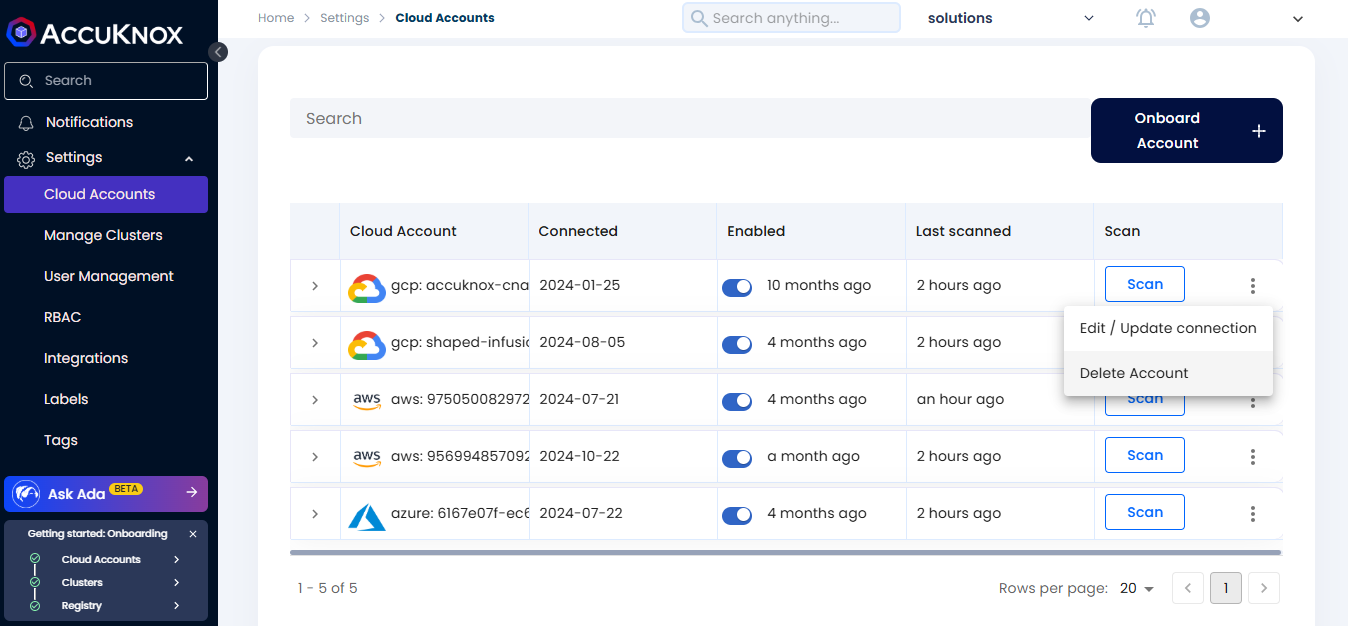 ACCUKNOX
Search
Notifications
Settings
Cloud Accounts
Manage Clusters
User Management
RBAC
Integrations
Labels
Tags
Ask Ada BETA
Getting started: Onboarding
Cloud Accounts
Clusters
Registry
Home > Settings > Cloud Accounts
Search anything...
solutions
Search
Onboard
Account
Cloud Account Connected Enabled Last scanned Scan
gcp: accuknox-cna 2024-01-25 10 months ago 2 hours ago Scan
gcp: shaped-infusio 2024-08-05 4 months ago 2 hours ago
aws aws: 975050082972 2024-07-21 4 months ago an hour ago Scan
aws aws: 956994857092 2024-10-22 a month ago 2 hours ago Scan
azure: 6167e07f-ec6 2024-07-22 4 months ago 2 hours ago Scan
Edit / Update connection
Delete Account
1 - 5 of 5
Rows per page: 20 < 1 >